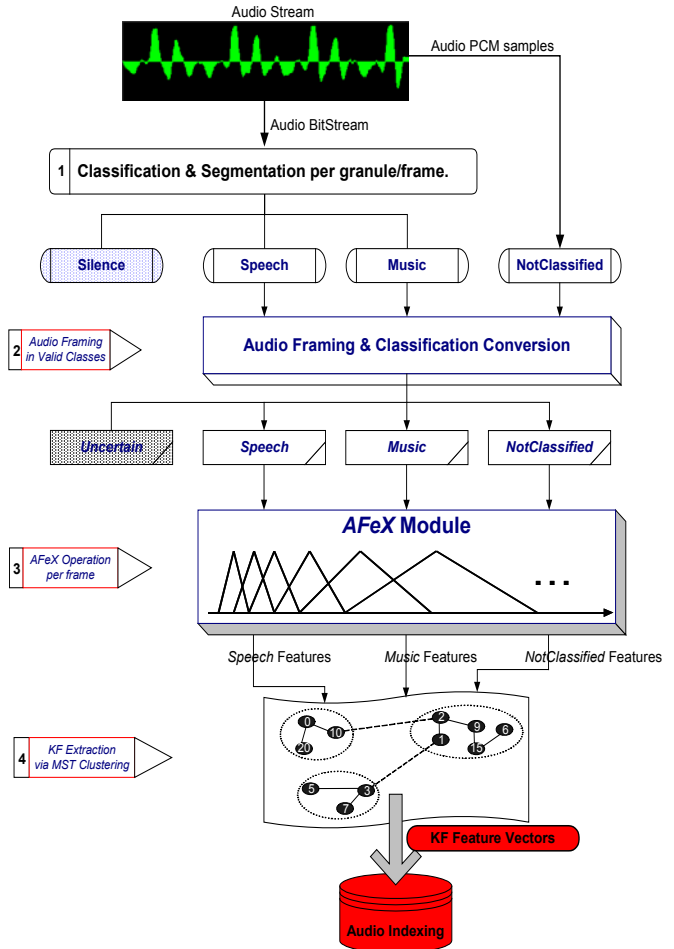 Audio Stream
Audio PCM samples
Audio BitStream
1 Classification & Segmentation per granule/frame.
Silence Speech Music NotClassified
2 Audio Framing
in Valid Classes
Audio Framing & Classification Conversion
Uncertain Speech Music NotClassified
AFeX Module
3 AFeX Operation
per frame
. . .
Speech Features Music Features NotClassified Features
0 10 20
2 9 6 1 15
5 3 7
4 KF Extraction
via MST Clustering
KF Feature Vectors
Audio Indexing